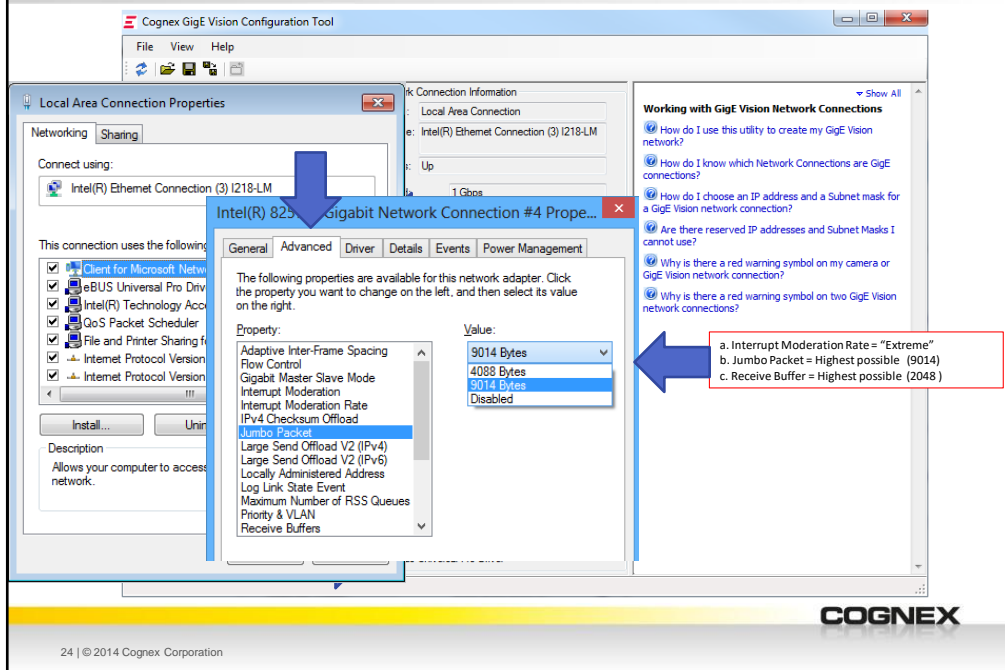 Cognex GigE Vision Configuration Tool
File View Help
Local Area Connection Properties
Networking Sharing
Connect using:
Intel(R) Ethernet Connection (3) I218-LM
This connection uses the following
Client for Microsoft Netw
eBUS Universal Pro Driv
Intel(R) Technology Acce
QoS Packet Scheduler
File and Printer Sharing fo
Internet Protocol Version
Internet Protocol Version
Install...
Unin
Description
Allows your computer to access
network.
Connection Information
Local Area Connection
Intel(R) Ethernet Connection (3) I218-LM
Up
1 Gbps
Intel(R) 825 Gigabit Network Connection #4 Prope...
General Advanced Driver Details Events Power Management
The following properties are available for this network adapter. Click
the property you want to change on the left, and then select its value
on the right.
Property:
Adaptive Inter-Frame Spacing
Flow Control
Gigabit Master Slave Mode
Interrupt Moderation
Interrupt Moderation Rate
IPv4 Checksum Offload
Jumbo Packet
Large Send Offload V2 (IPv4)
Large Send Offload V2 (IPv6)
Locally Administered Address
Log Link State Event
Maximum Number of RSS Queues
Priority & VLAN
Receive Buffers
Value:
9014 Bytes
4088 Bytes
9014 Bytes
Disabled
Show All
Working with GigE Vision Network Connections
How do I use this utility to create my GigE Vision
network?
How do I know which Network Connections are GigE
connections?
How do I choose an IP address and a Subnet mask for
a GigE Vision network connection?
Are there reserved IP addresses and Subnet Masks I
cannot use?
Why is there a red warning symbol on my camera or
GigE Vision network connection?
Why is there a red warning symbol on two GigE Vision
network connections?
a. Interrupt Moderation Rate = “Extreme”
b. Jumbo Packet = Highest possible (9014)
c. Receive Buffer = Highest possible (2048 )
COGNEX
24 | © 2014 Cognex Corporation